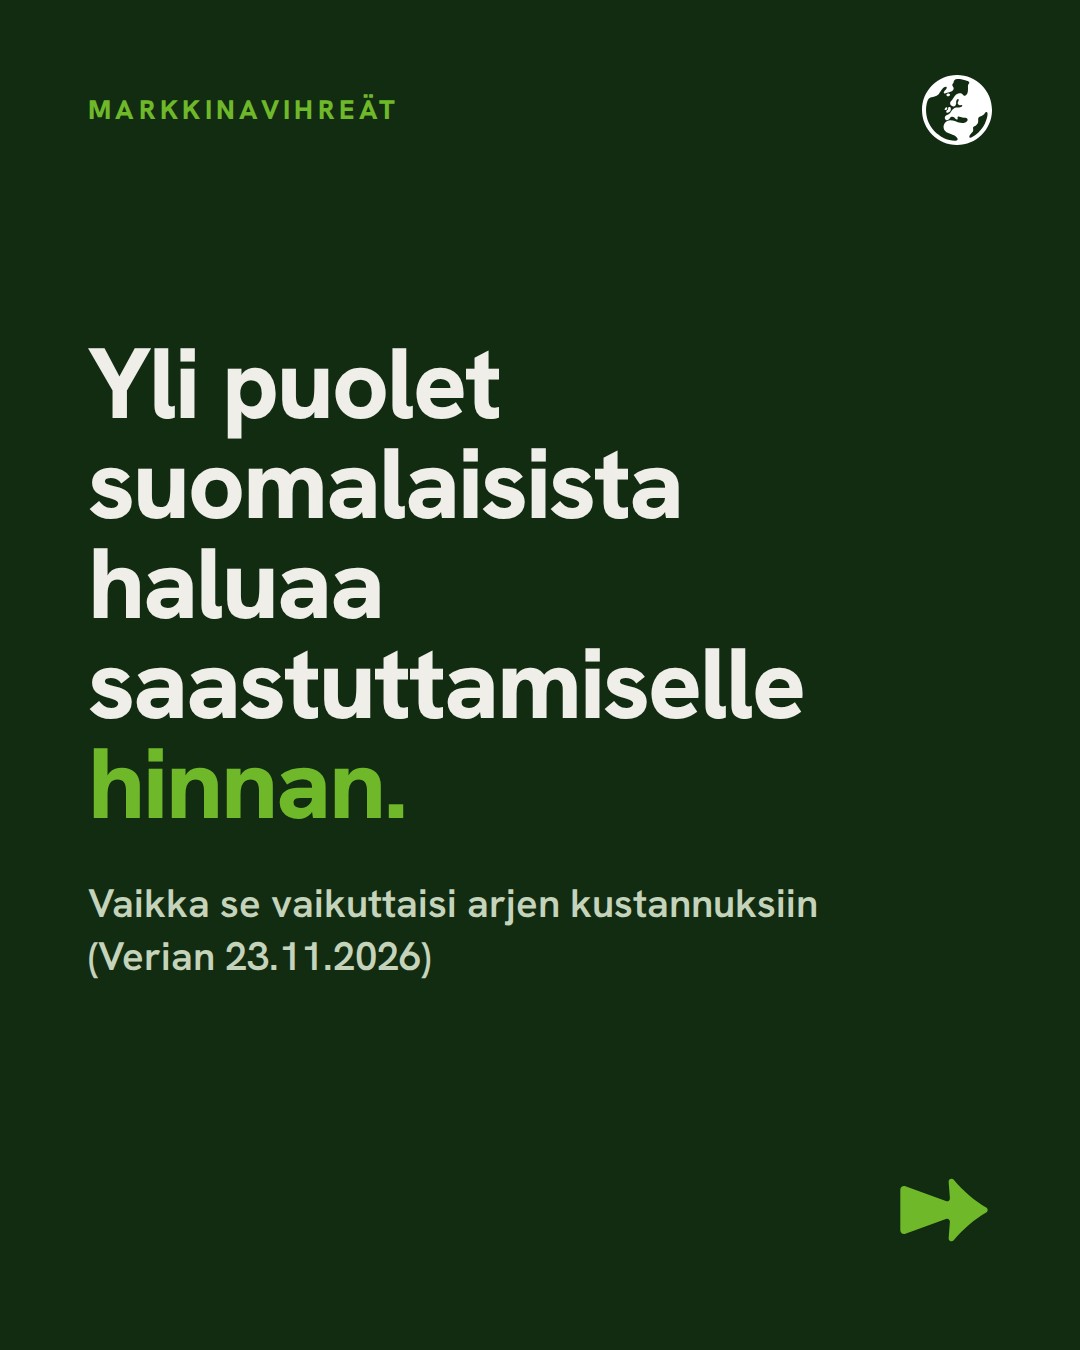 MARKKINAVIHREÄT
Yli puolet
suomalaisista
haluaa
saastuttamiselle
hinnan.
Vaikka se vaikuttaisi arjen kustannuksiin
(Verian 23.11.2026)